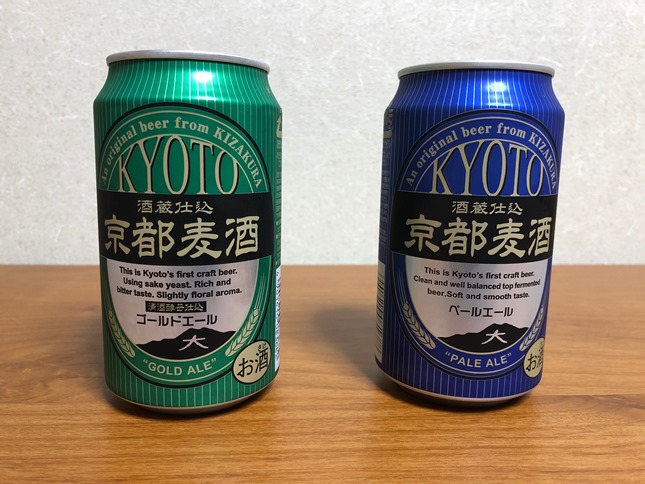 An original beer from KIZAKURA
KYOTO
酒蔵仕込
京都麦酒
This is Kyoto's first craft beer.
Using sake yeast. Rich and
bitter taste. Slightly floral aroma.
清酒酵母仕込
ゴールドエール
大
"GOLD ALE"
お酒
An original beer from KIZAKURA
KYOTO
酒蔵仕込
京都麦酒
This is Kyoto's first craft beer.
Clean and well balanced top fermented
beer.Soft and smooth taste.
ペールエール
大
"PALE ALE"
お酒